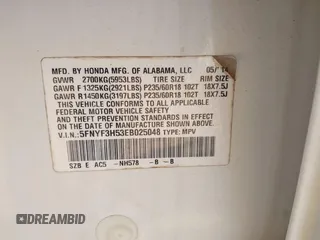 MFD. BY HONDA MFG. OF ALABAMA, LLC 05/14
GVWR 2700KG(5953LBS) TIRE SIZE RIM SIZE
GAWR F 1325KG(2921LBS) P235/60R18 102T 18X7.5J
GAWR R 1450KG(3197LBS) P235/60R18 102T 18X7.5J
THIS VEHICLE CONFORMS TO ALL APPLICABLE
FEDERAL MOTOR VEHICLE SAFETY AND
THEFT PREVENTION STANDARDS IN EFFECT ON
THE DATE OF MANUFACTURE SHOWN ABOVE.
V.I.N.: 5FNYF3H53EB025048 TYPE: MPV
SZB E AC5 -NH578 -B -B
DREAMBID